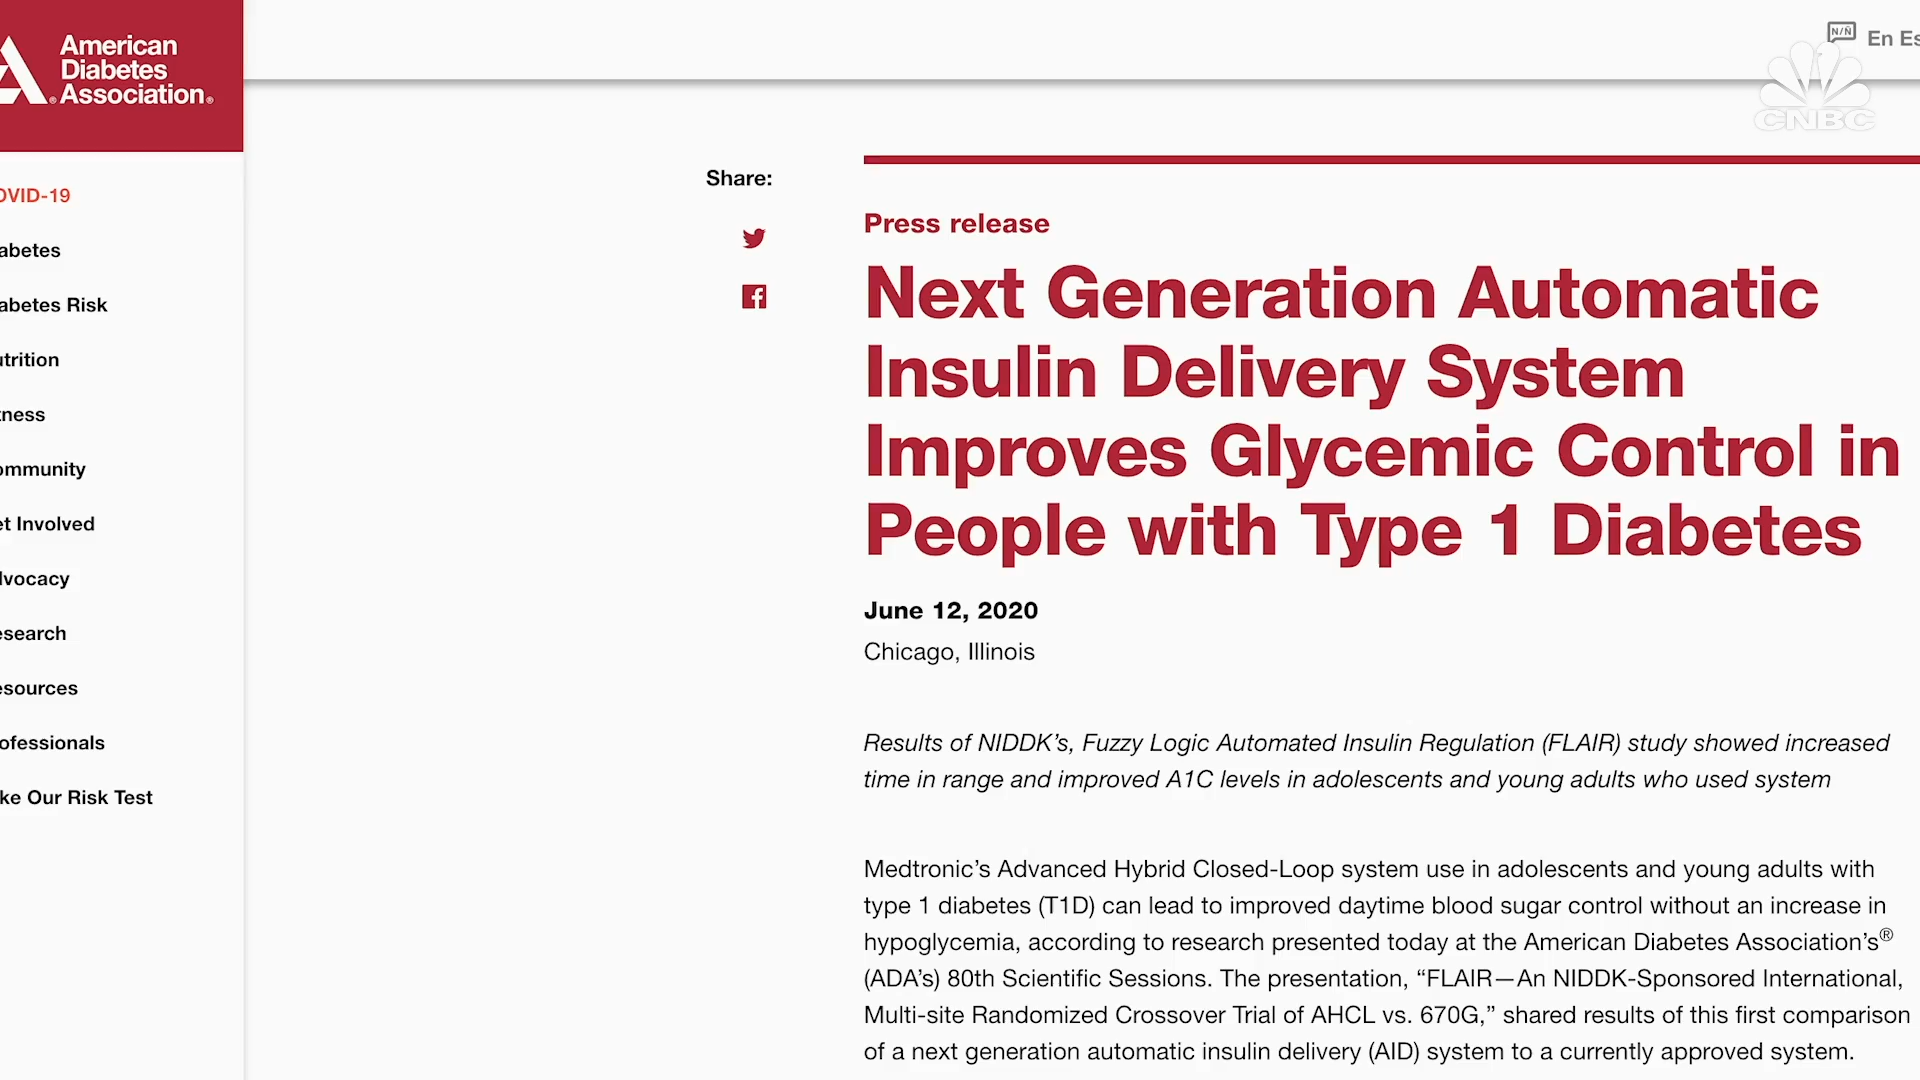 American
Diabetes
Association®
OVID-19
abetes
abetes Risk
utrition
ness
ommunity
et Involved
dvocacy
esearch
esources
ofessionals
ke Our Risk Test
N/Ñ
En Es
CNBC
Share:
Press release
Next Generation Automatic
Insulin Delivery System
Improves Glycemic Control in
People with Type 1 Diabetes
June 12, 2020
Chicago, Illinois
Results of NIDDK’s, Fuzzy Logic Automated Insulin Regulation (FLAIR) study showed increased
time in range and improved A1C levels in adolescents and young adults who used system
Medtronic’s Advanced Hybrid Closed-Loop system use in adolescents and young adults with
type 1 diabetes (T1D) can lead to improved daytime blood sugar control without an increase in
hypoglycemia, according to research presented today at the American Diabetes Association’s®
(ADA’s) 80th Scientific Sessions. The presentation, “FLAIR—An NIDDK-Sponsored International,
Multi-site Randomized Crossover Trial of AHCL vs. 670G,” shared results of this first comparison
of a next generation automatic insulin delivery (AID) system to a currently approved system.